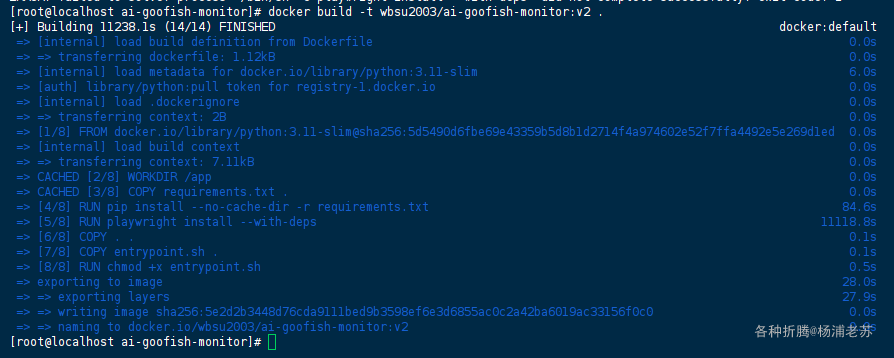 [root@localhost ai-goofish-monitor]# docker build -t wbsu2003/ai-goofish-monitor:v2 .
[+] Building 11238.1s (14/14) FINISHED docker:default
=> [internal] load build definition from Dockerfile 0.0s
=> => transferring dockerfile: 1.12kB 0.0s
=> [internal] load metadata for docker.io/library/python:3.11-slim 6.0s
=> [auth] library/python:pull token for registry-1.docker.io 0.0s
=> [internal] load .dockerignore 0.0s
=> => transferring context: 2B 0.0s
=> [1/8] FROM docker.io/library/python:3.11-slim@sha256:5d5490d6fbe69e43359b5d8b1d2714f4a974602e52f7ffa4492e5e269d1ed 0.0s
=> [internal] load build context 0.0s
=> => transferring context: 7.11kB 0.0s
=> CACHED [2/8] WORKDIR /app 0.0s
=> CACHED [3/8] COPY requirements.txt . 0.0s
=> [4/8] RUN pip install --no-cache-dir -r requirements.txt 84.6s
=> [5/8] RUN playwright install --with-deps 11118.8s
=> [6/8] COPY . . 0.1s
=> [7/8] COPY entrypoint.sh . 0.1s
=> [8/8] RUN chmod +x entrypoint.sh 0.5s
=> exporting to image 28.0s
=> => exporting layers 27.9s
=> => writing image sha256:5e2d2b3448d76cda9111bed9b3598ef6e3d6855ac0c2a42ba6019ac33156f0c0 0.0s
=> => naming to docker.io/wbsu2003/ai-goofish-monitor:v2
各种折腾@杨浦老苏
[root@localhost ai-goofish-monitor]#